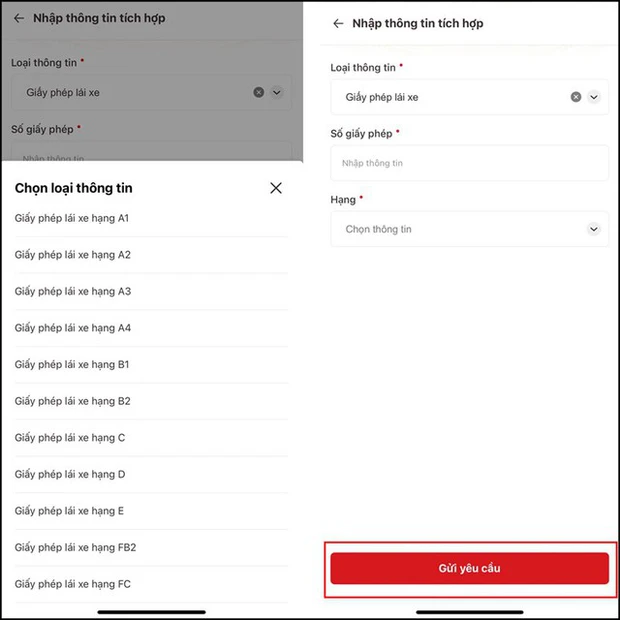 Nhập thông tin tích hợp
Loại thông tin *
Giấy phép lái xe
Số giấy phép *
Nhập thông tin
Chọn loại thông tin
Giấy phép lái xe hạng A1
Giấy phép lái xe hạng A2
Giấy phép lái xe hạng A3
Giấy phép lái xe hạng A4
Giấy phép lái xe hạng B1
Giấy phép lái xe hạng B2
Giấy phép lái xe hạng C
Giấy phép lái xe hạng D
Giấy phép lái xe hạng E
Giấy phép lái xe hạng FB2
Giấy phép lái xe hạng FC
Nhập thông tin tích hợp
Loại thông tin *
Giấy phép lái xe
Số giấy phép *
Nhập thông tin
Hạng *
Chọn thông tin
Gửi yêu cầu